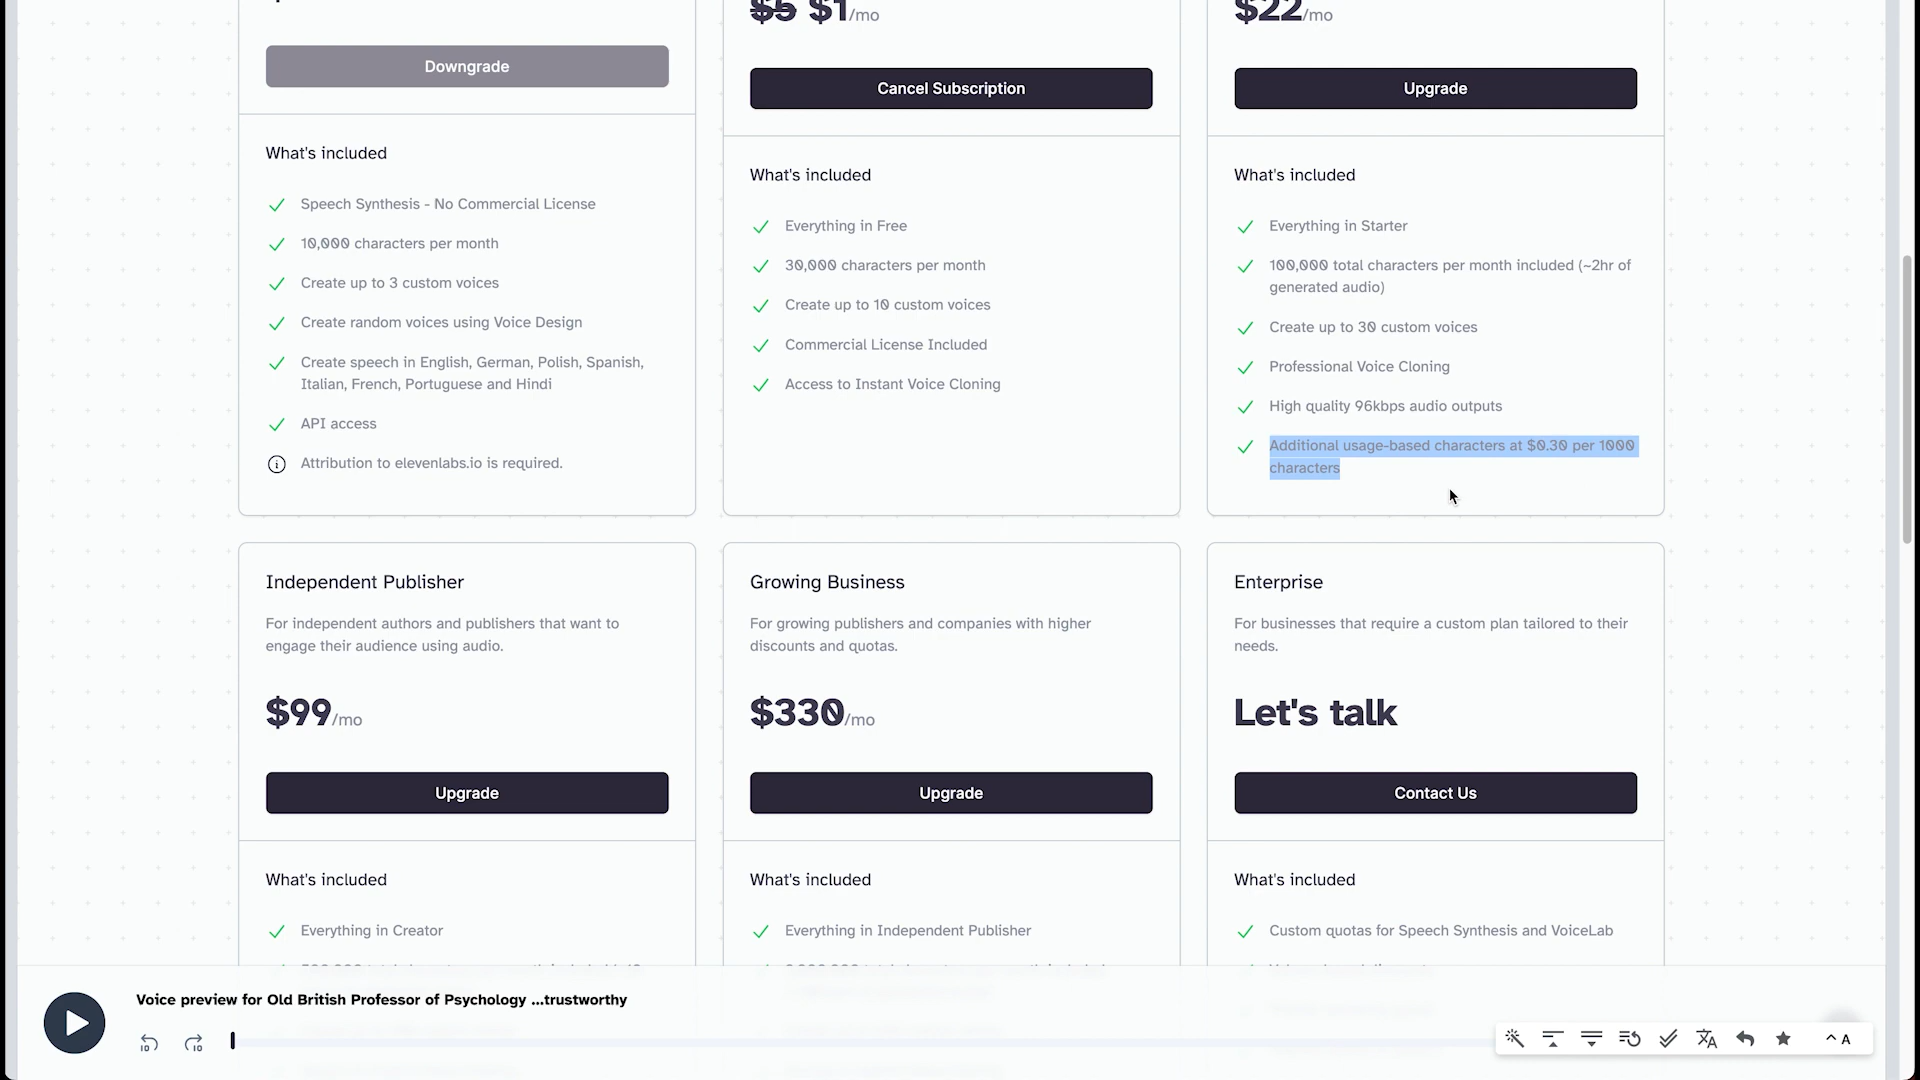 $5 $1/mo
$22/mo
Downgrade
Cancel Subscription
Upgrade
What's included
Speech Synthesis - No Commercial License
10,000 characters per month
Create up to 3 custom voices
Create random voices using Voice Design
Create speech in English, German, Polish, Spanish,
Italian, French, Portuguese and Hindi
API access
Attribution to elevenlabs.io is required.
What's included
Everything in Free
30,000 characters per month
Create up to 10 custom voices
Commercial License Included
Access to Instant Voice Cloning
What's included
Everything in Starter
100,000 total characters per month included (~2hr of
generated audio)
Create up to 30 custom voices
Professional Voice Cloning
High quality 96kbps audio outputs
Additional usage-based characters at $0.30 per 1000
characters
Independent Publisher
For independent authors and publishers that want to
engage their audience using audio.
$99/mo
Upgrade
What's included
Everything in Creator
Growing Business
For growing publishers and companies with higher
discounts and quotas.
$330/mo
Upgrade
What's included
Everything in Independent Publisher
Enterprise
For businesses that require a custom plan tailored to their
needs.
Let's talk
Contact Us
What's included
Custom quotas for Speech Synthesis and VoiceLab
Voice preview for Old British Professor of Psychology ...trustworthy
10
10
A